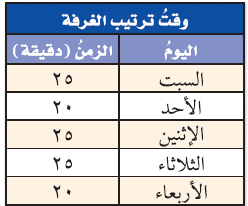 وقتُ ترتيبِ الغرفة
اليومُ الزمنُ (دقيقة)
السبت ٢٥
الأحد ٢٠
الإثنين ٢٥
الثلاثاء ٢٥
الأربعاء ٢٠